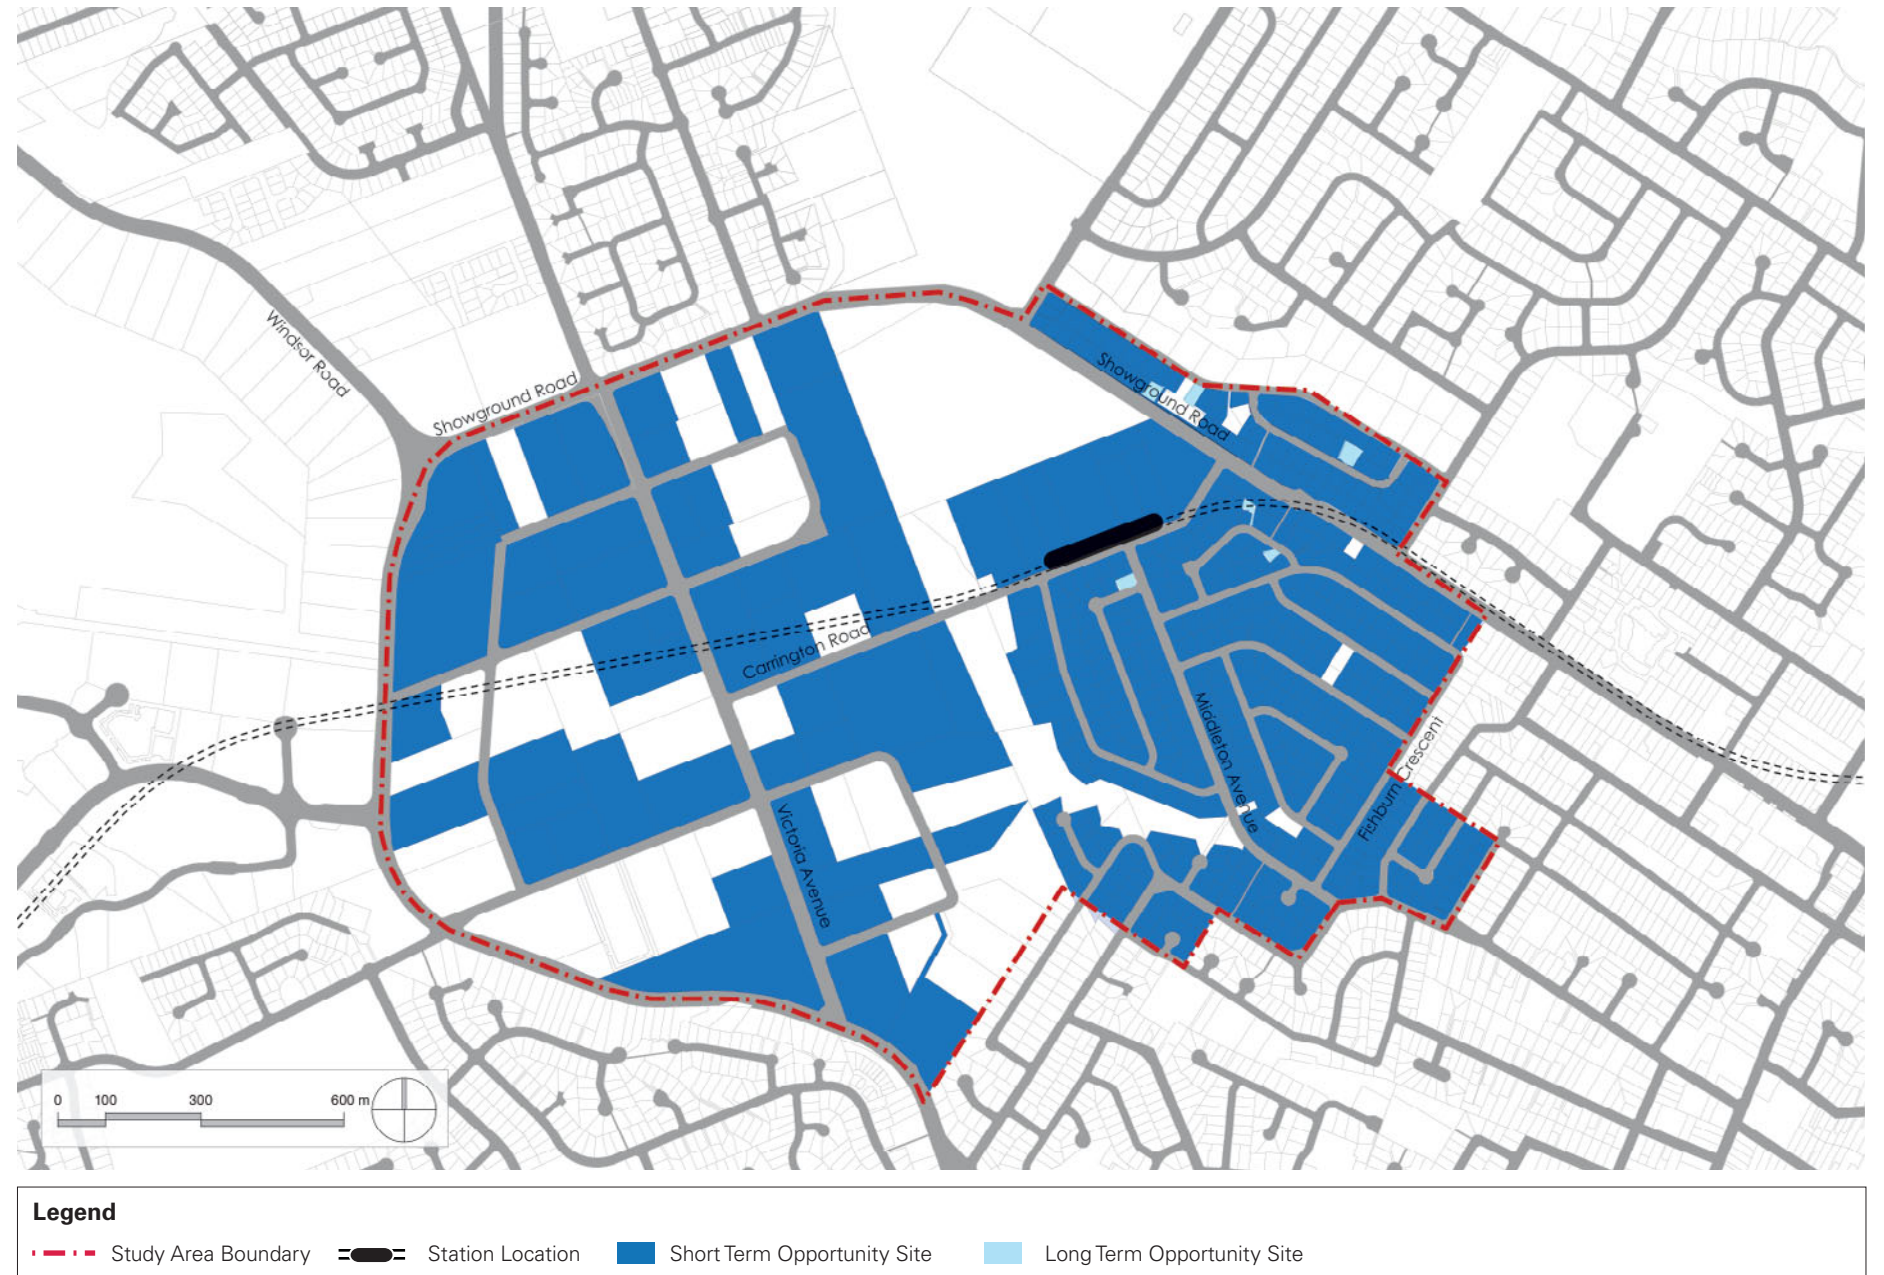 Windsor Road
Showground Road
Showground Road
Carrington Road
Middleton Avenue
Fishburn Crescent
Victoria Avenue
0 100 300 600 m
Legend
Study Area Boundary Station Location Short Term Opportunity Site Long Term Opportunity Site